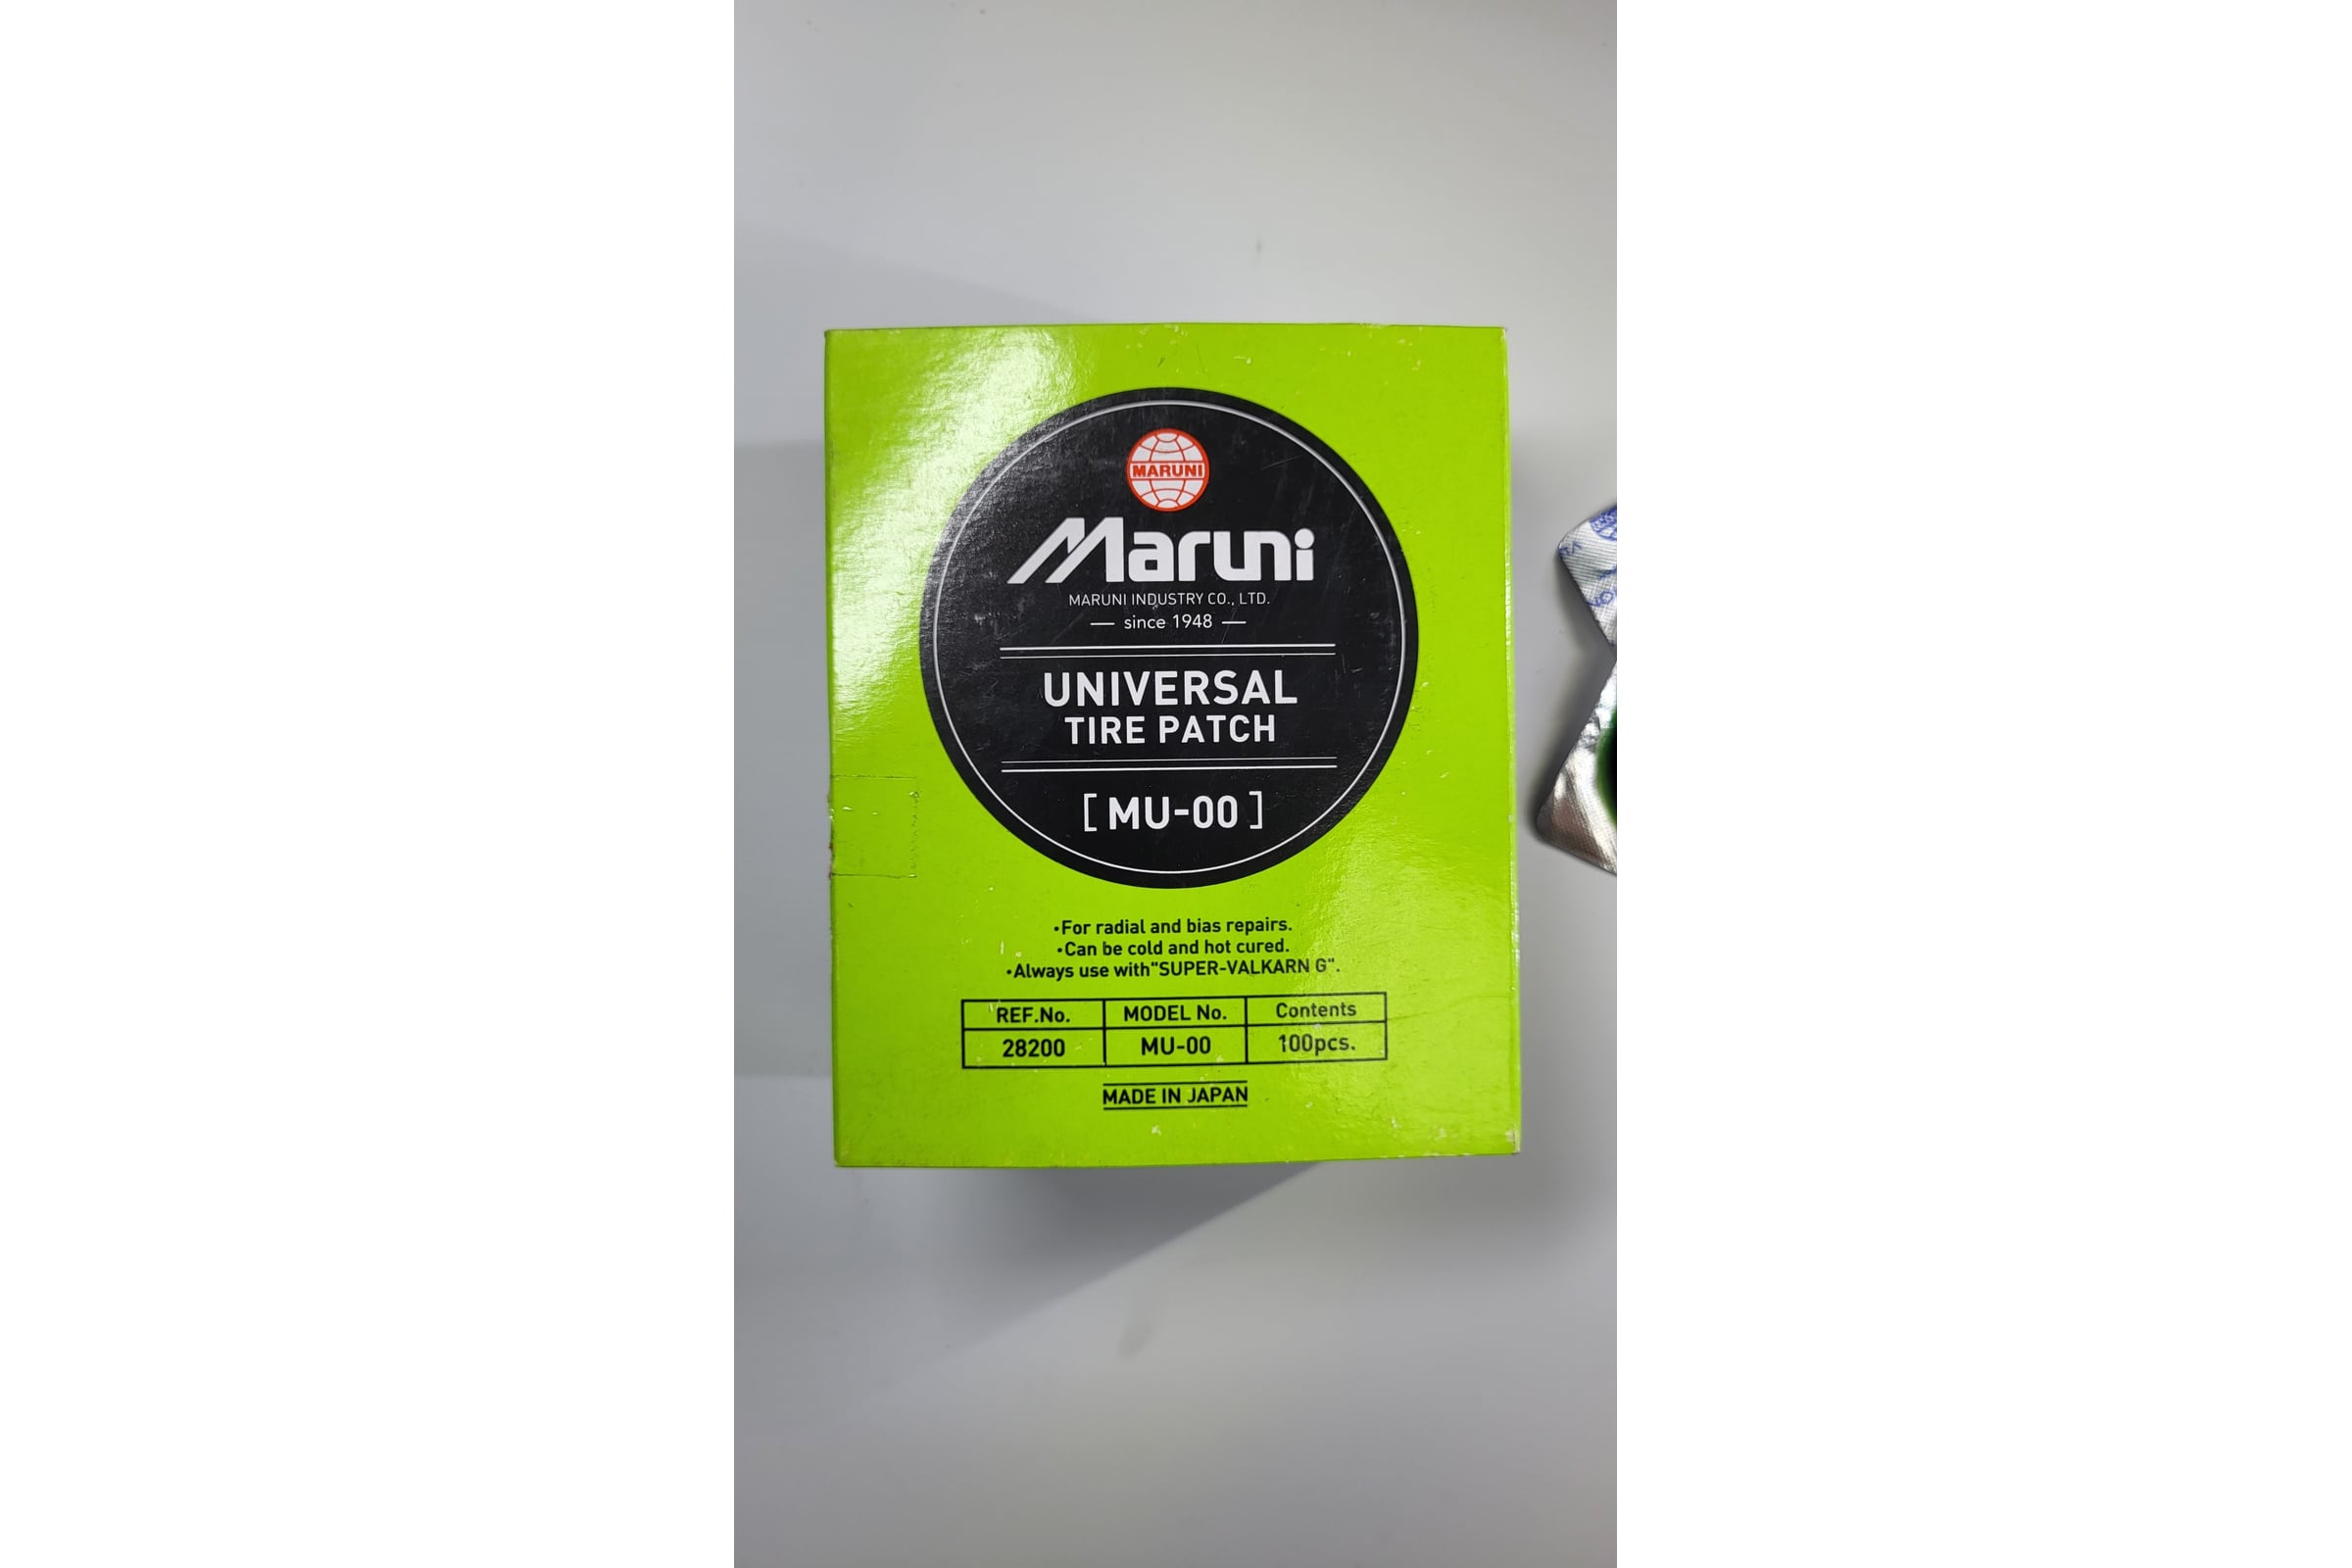 MARUNI
Maruni
MARUNI INDUSTRY CO., LTD.
— since 1948 —
UNIVERSAL
TIRE PATCH
[MU-00]
•For radial and bias repairs.
•Can be cold and hot cured.
•Always use with"SUPER-VALKARN G".
REF.No. MODEL No. Contents
28200 MU-00 100pcs.
MADE IN JAPAN